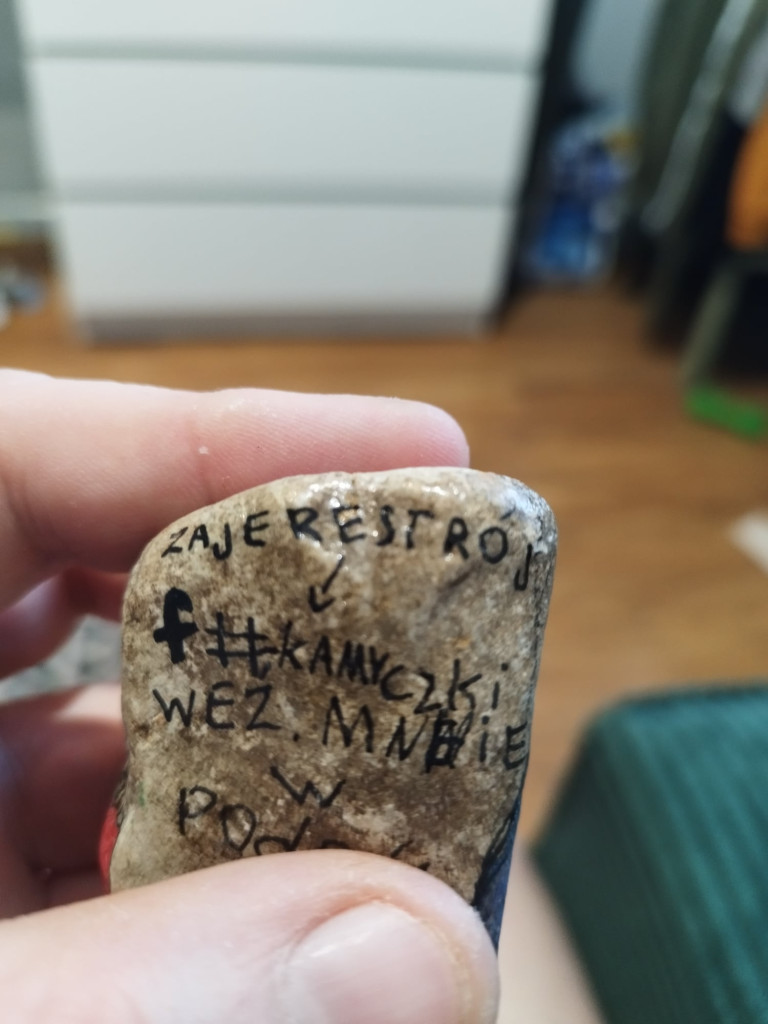 ZAJERESTRÓJ
f #KAMYCZKi
WEZ. MNIE
W